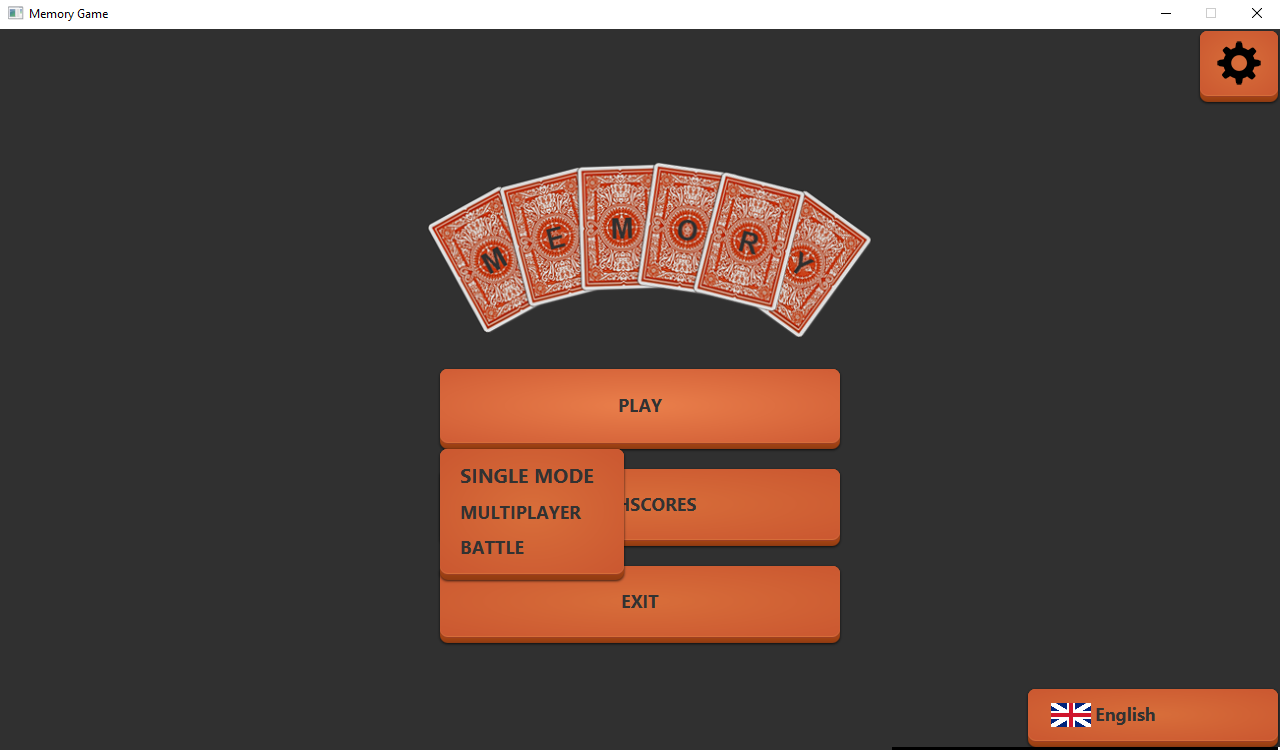 Memory Game
M E M O R Y
PLAY
SINGLE MODE
HSCORES
MULTIPLAYER
BATTLE
EXIT
English